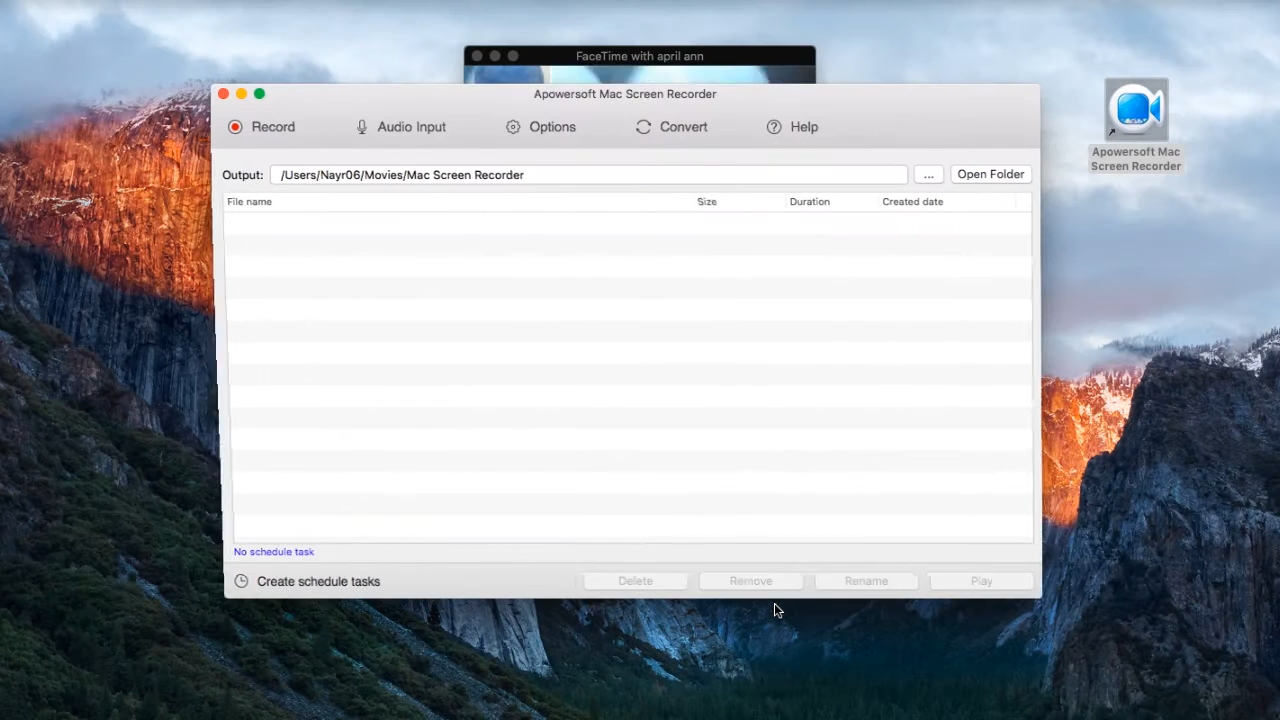 FaceTime with april ann
Apowersoft Mac Screen Recorder
Record Audio Input Options Convert Help
Output: /Users/Nayr06/Movies/Mac Screen Recorder ... Open Folder
File name Size Duration Created date
No schedule task
Create schedule tasks Delete Remove Rename Play
Apowersoft Mac
Screen Recorder